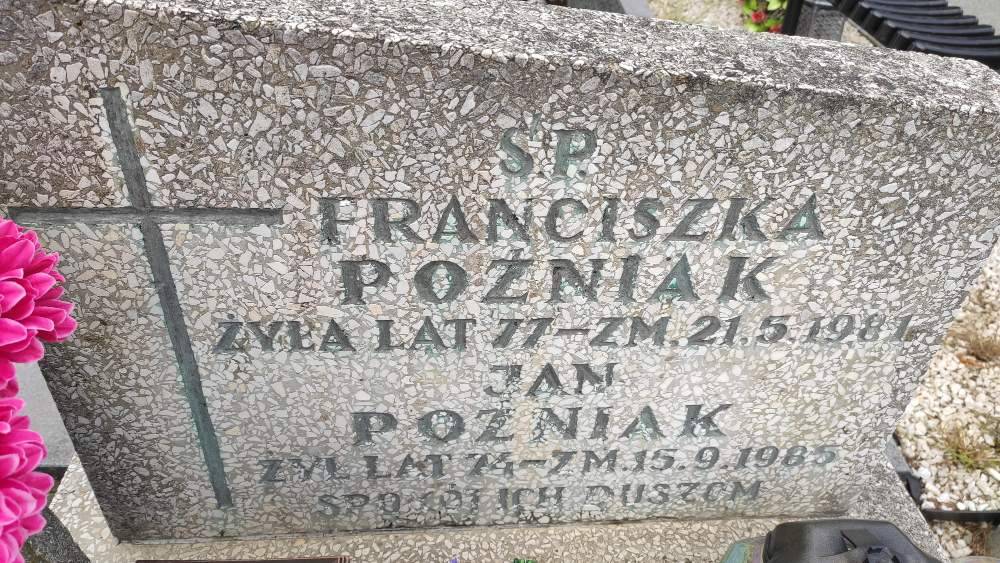 Ś.P.
FRANCISZKA
POŹNIAK
ŻYŁA LAT 77 – ZM. 21.5.1981
JAN
POŹNIAK
ŻYŁ LAT 74 – ZM. 15.9.1985
SPOKÓJ ICH DUSZOM